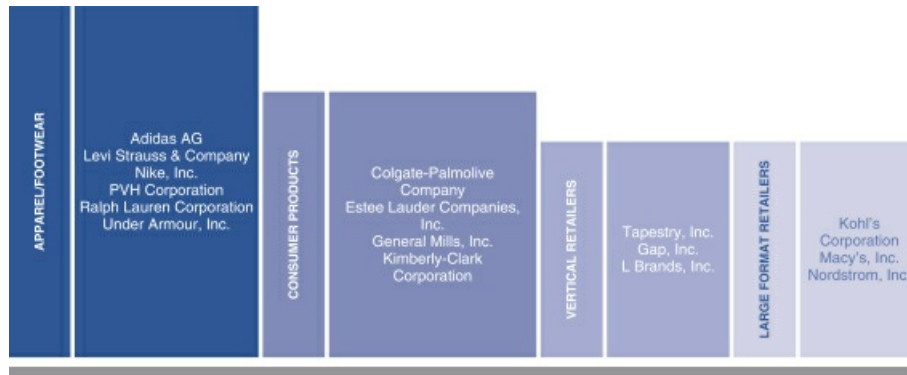 APPAREL/FOOTWEAR
Adidas AG
Levi Strauss & Company
Nike, Inc.
PVH Corporation
Ralph Lauren Corporation
Under Armour, Inc.
CONSUMER PRODUCTS
Colgate-Palmolive
Company
Estee Lauder Companies,
Inc.
General Mills, Inc.
Kimberly-Clark
Corporation
VERTICAL RETAILERS
Tapestry, Inc.
Gap, Inc.
L Brands, Inc.
LARGE FORMAT RETAILERS
Kohl's
Corporation
Macy's, Inc.
Nordstrom, Inc